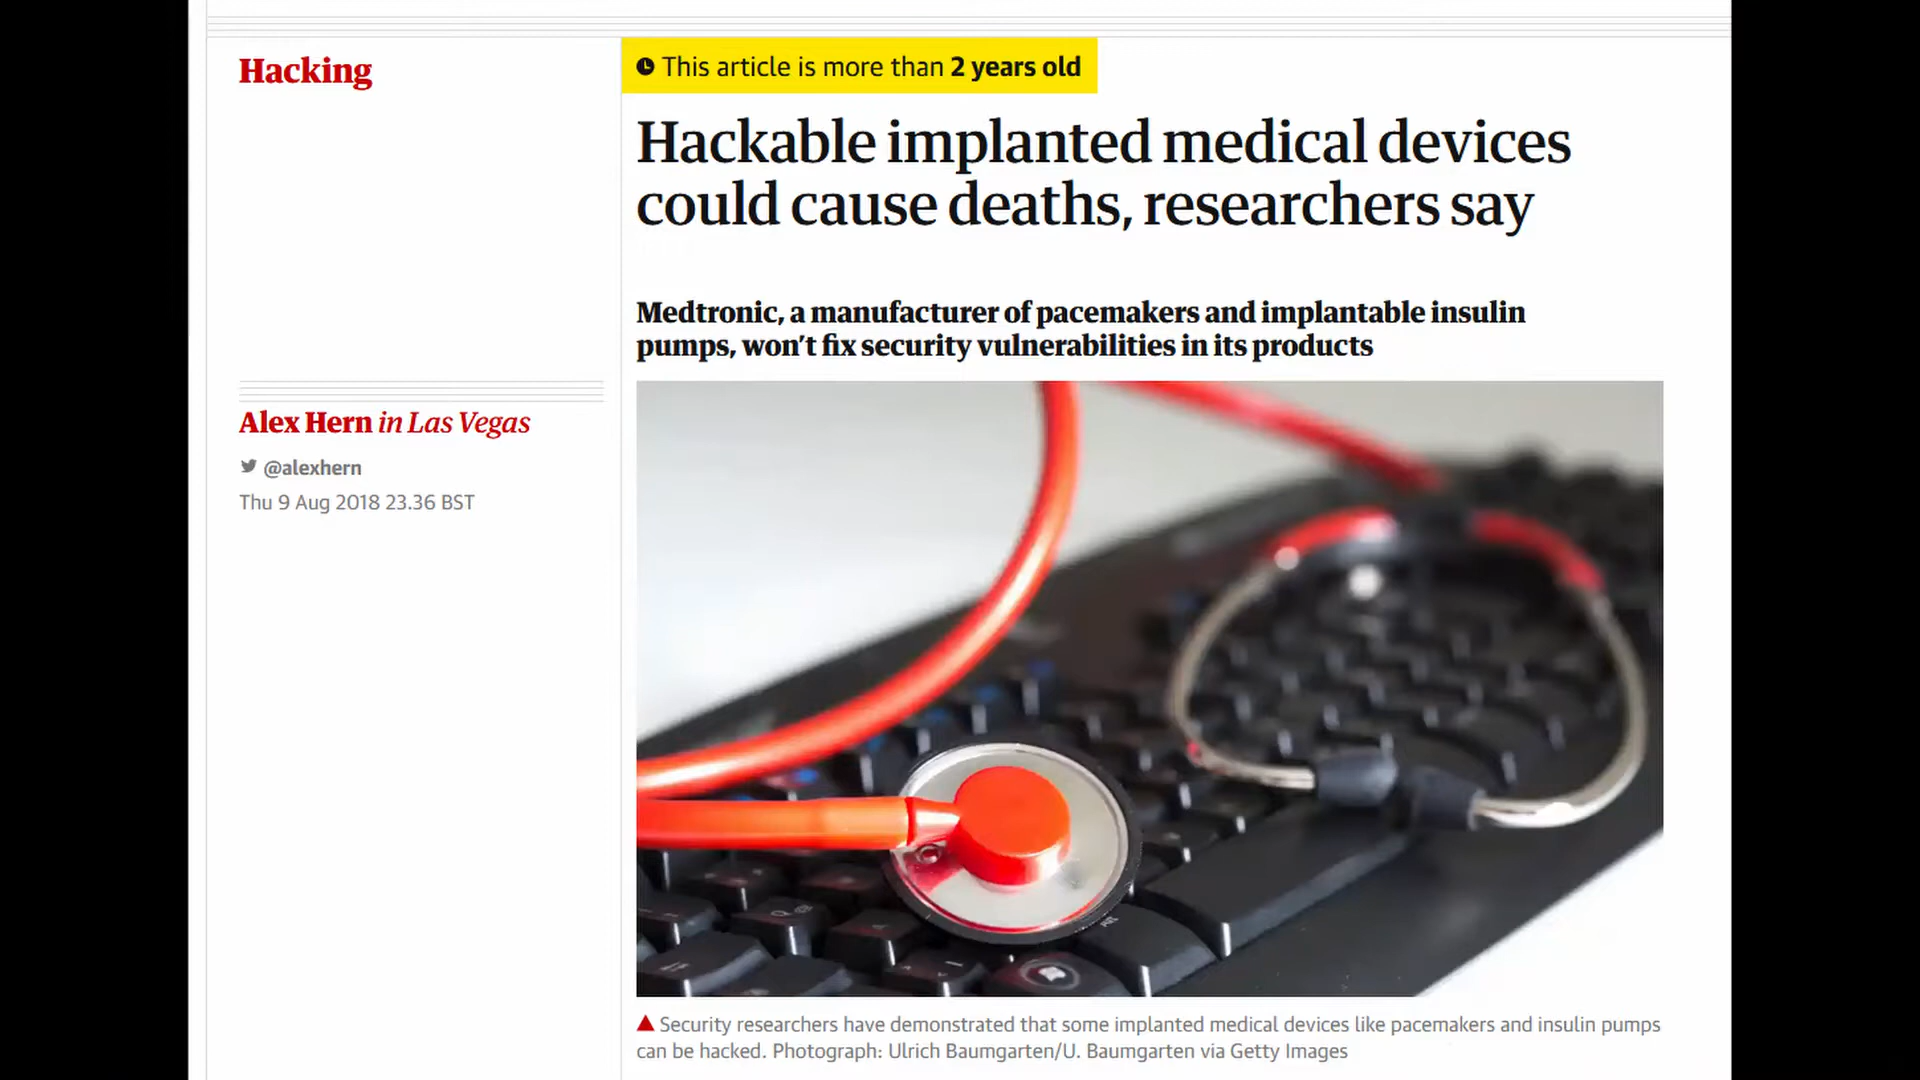 Hacking
This article is more than 2 years old
Hackable implanted medical devices
could cause deaths, researchers say
Medtronic, a manufacturer of pacemakers and implantable insulin
pumps, won't fix security vulnerabilities in its products
Alex Hern in Las Vegas
@alexhern
Thu 9 Aug 2018 23.36 BST
Security researchers have demonstrated that some implanted medical devices like pacemakers and insulin pumps
can be hacked. Photograph: Ulrich Baumgarten/U. Baumgarten via Getty Images